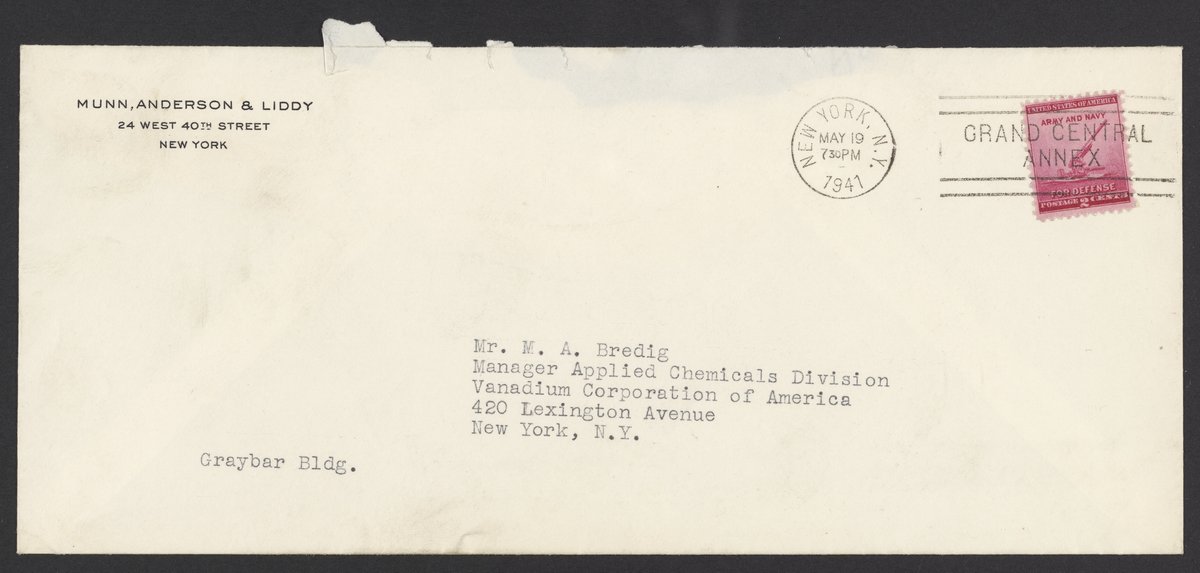 MUNN, ANDERSON & LIDDY
24 WEST 40TH STREET
NEW YORK
NEW YORK, N.Y.
MAY 19
730PM
1941
GRAND CENTRAL
ANNEX
UNITED STATES OF AMERICA
ARMY AND NAVY
FOR DEFENSE
POSTAGE 2 CENTS
Mr. M. A. Bredig
Manager Applied Chemicals Division
Vanadium Corporation of America
420 Lexington Avenue
New York, N.Y.
Graybar Bldg.